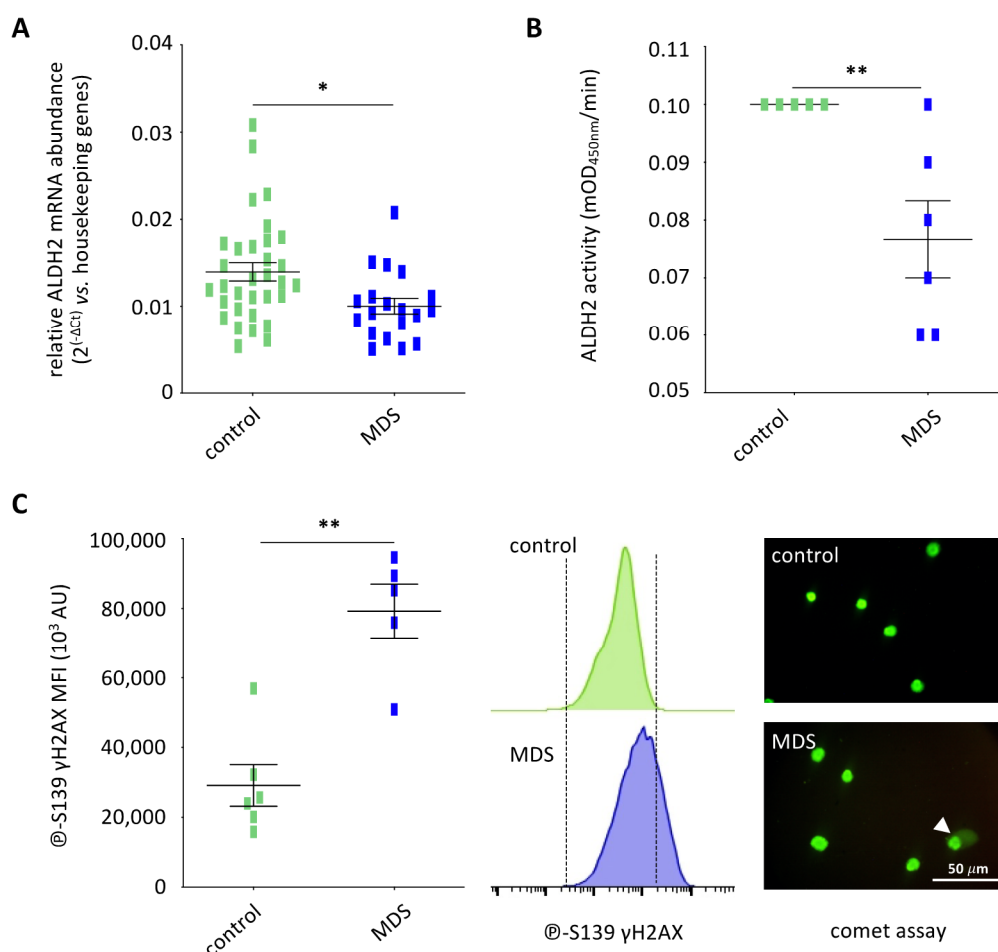 A
relative ALDH2 mRNA abundance
(2(-ΔCt) vs. housekeeping genes)
0.04
0.03
0.02
0.01
0
*
control
MDS
B
ALDH2 activity (mOD450nm/min)
0.10
0.09
0.08
0.07
0.06
0.05
**
control
MDS
C
Ⓟ-S139 γH2AX MFI (10³ AU)
100,000
80,000
60,000
40,000
20,000
0
**
control
MDS
control
MDS
Ⓟ-S139 γH2AX
control
MDS
50 μm
comet assay